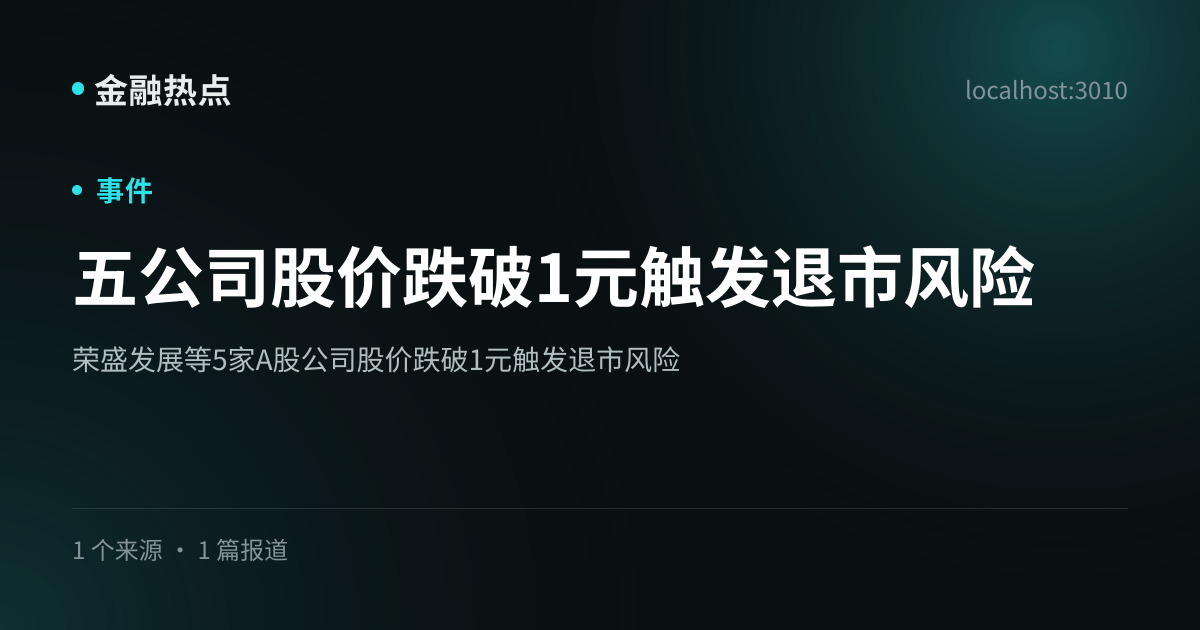 金融热点
localhost:3010
事件
五公司股价跌破1元触发退市风险
荣盛发展等5家A股公司股价跌破1元触发退市风险
1 个来源 · 1 篇报道